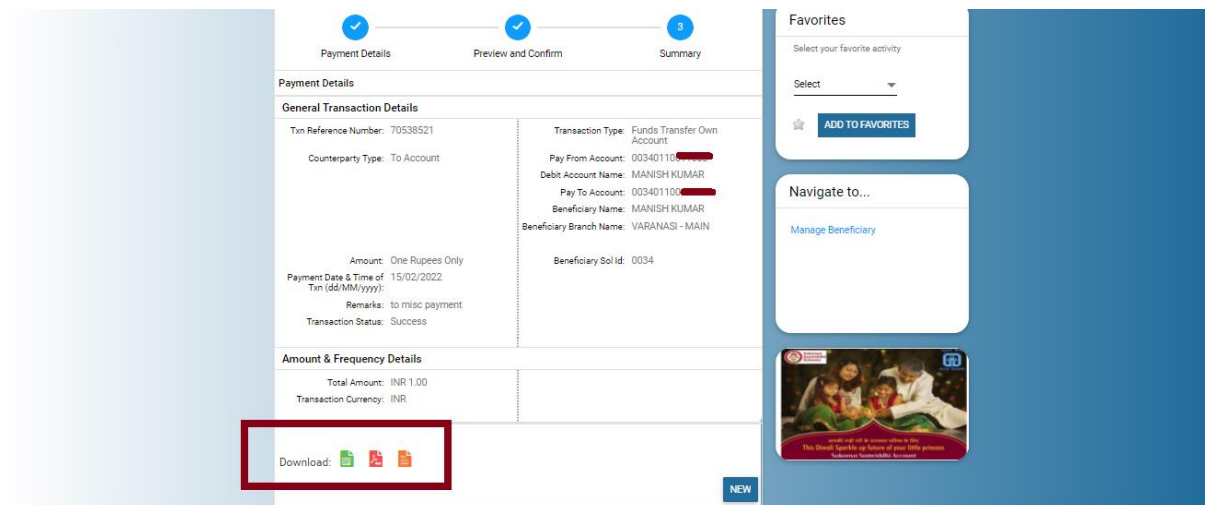 Payment Details
Preview and Confirm
3
Summary
Payment Details
General Transaction Details
Txn Reference Number: 70538521
Counterparty Type: To Account
Amount: One Rupees Only
Payment Date & Time of 15/02/2022
Txn (dd/MM/yyyy):
Remarks: to misc payment
Transaction Status: Success
Transaction Type: Funds Transfer Own
Account
Pay From Account: 00340110
Debit Account Name: MANISH KUMAR
Pay To Account: 003401100
Beneficiary Name: MANISH KUMAR
Beneficiary Branch Name: VARANASI - MAIN
Beneficiary Sol Id: 0034
Amount & Frequency Details
Total Amount: INR 1.00
Transaction Currency: INR
Download:
NEW
Favorites
Select your favorite activity
Select
ADD TO FAVORITES
Navigate to...
Manage Beneficiary
This Diwali Sparkle up future of your little princess
Sukanya Samriddhi Account